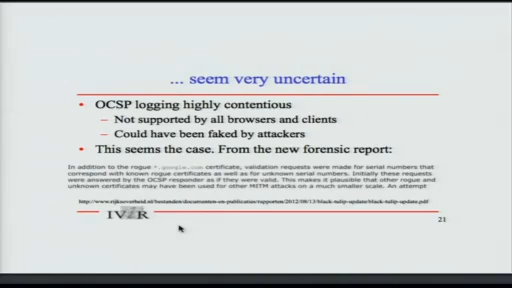 ... seem very uncertain
• OCSP logging highly contentious
– Not supported by all browsers and clients
– Could have been faked by attackers
• This seems the case. From the new forensic report:
In addition to the rogue *.google.com certificate, validation requests were made for serial numbers that
correspond with known rogue certificates as well as for unknown serial numbers. Initially these requests
were answered by the OCSP responder as if they were valid. This makes it plausible that other rogue and
unknown certificates may have been used for other MITM attacks on a much smaller scale. An attempt
http://www.rijksoverheid.nl/bestanden/documenten-en-publicaties/rapporten/2012/08/13/black-tulip-update/black-tulip-update.pdf
IViR
21